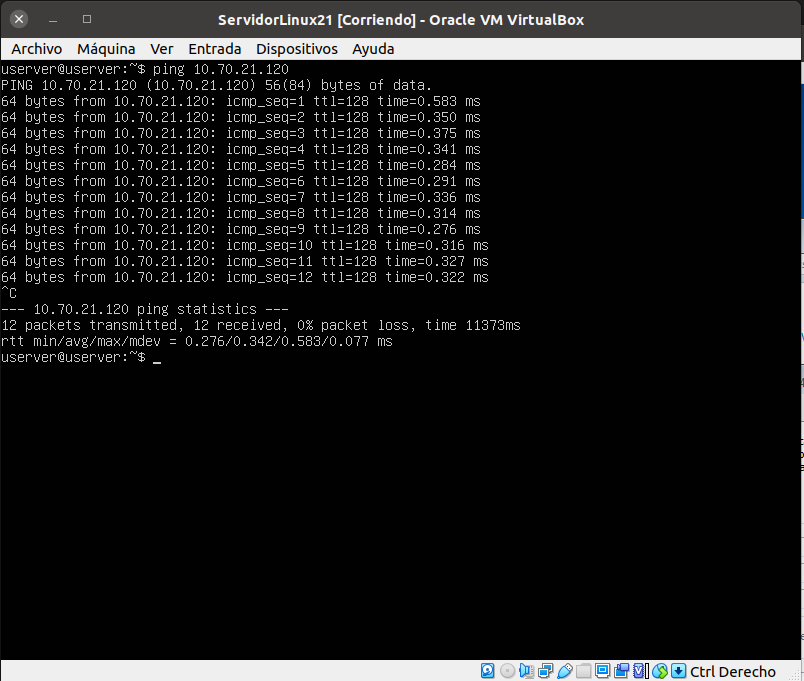 ServidorLinux21 [Corriendo] - Oracle VM VirtualBox
Archivo Máquina Ver Entrada Dispositivos Ayuda
userver@userver:~$ ping 10.70.21.120
PING 10.70.21.120 (10.70.21.120) 56(84) bytes of data.
64 bytes from 10.70.21.120: icmp_seq=1 ttl=128 time=0.583 ms
64 bytes from 10.70.21.120: icmp_seq=2 ttl=128 time=0.350 ms
64 bytes from 10.70.21.120: icmp_seq=3 ttl=128 time=0.375 ms
64 bytes from 10.70.21.120: icmp_seq=4 ttl=128 time=0.341 ms
64 bytes from 10.70.21.120: icmp_seq=5 ttl=128 time=0.284 ms
64 bytes from 10.70.21.120: icmp_seq=6 ttl=128 time=0.291 ms
64 bytes from 10.70.21.120: icmp_seq=7 ttl=128 time=0.336 ms
64 bytes from 10.70.21.120: icmp_seq=8 ttl=128 time=0.314 ms
64 bytes from 10.70.21.120: icmp_seq=9 ttl=128 time=0.276 ms
64 bytes from 10.70.21.120: icmp_seq=10 ttl=128 time=0.316 ms
64 bytes from 10.70.21.120: icmp_seq=11 ttl=128 time=0.327 ms
64 bytes from 10.70.21.120: icmp_seq=12 ttl=128 time=0.322 ms
^C
--- 10.70.21.120 ping statistics ---
12 packets transmitted, 12 received, 0% packet loss, time 11373ms
rtt min/avg/max/mdev = 0.276/0.342/0.583/0.077 ms
userver@userver:~$ _
Ctrl Derecho